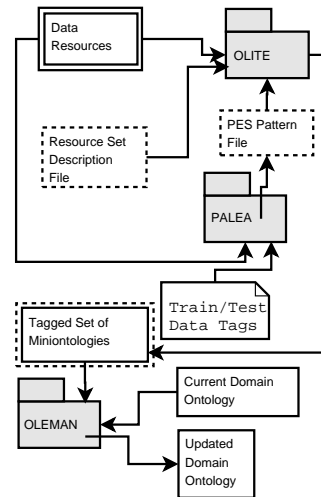 Data
Resources
OLITE
Resource Set
Description
File
PES Pattern
File
PALEA
Train/Test
Data Tags
Tagged Set of
Miniontologies
OLEMAN
Current Domain
Ontology
Updated
Domain
Ontology